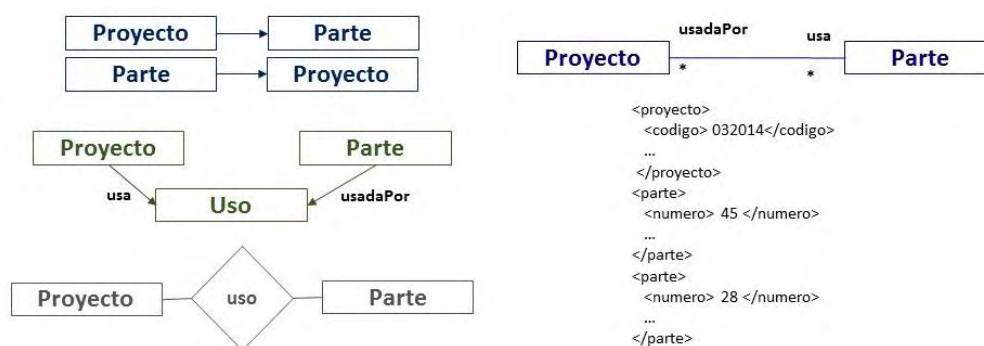 Proyecto Parte
Parte Proyecto
Proyecto Parte
usa usadaPor
Uso
Proyecto uso Parte
usadaPor usa
Proyecto * * Parte
<proyecto>
<codigo> 032014</codigo>
...
</proyecto>
<parte>
<numero> 45 </numero>
...
</parte>
<parte>
<numero> 28 </numero>
...
</parte>